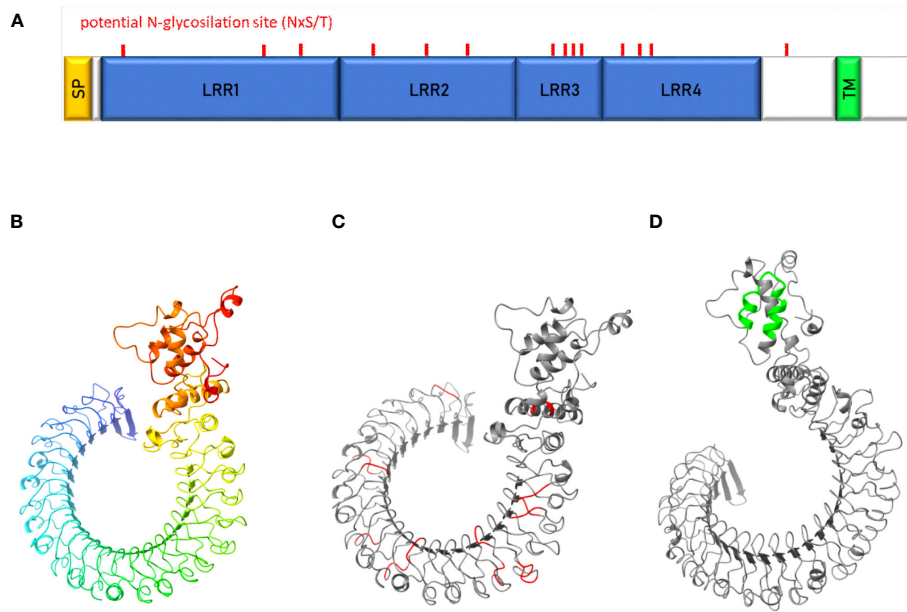 A
potential N-glycosilation site (NxS/T)
SP
LRR1
LRR2
LRR3
LRR4
TM
B
C
D